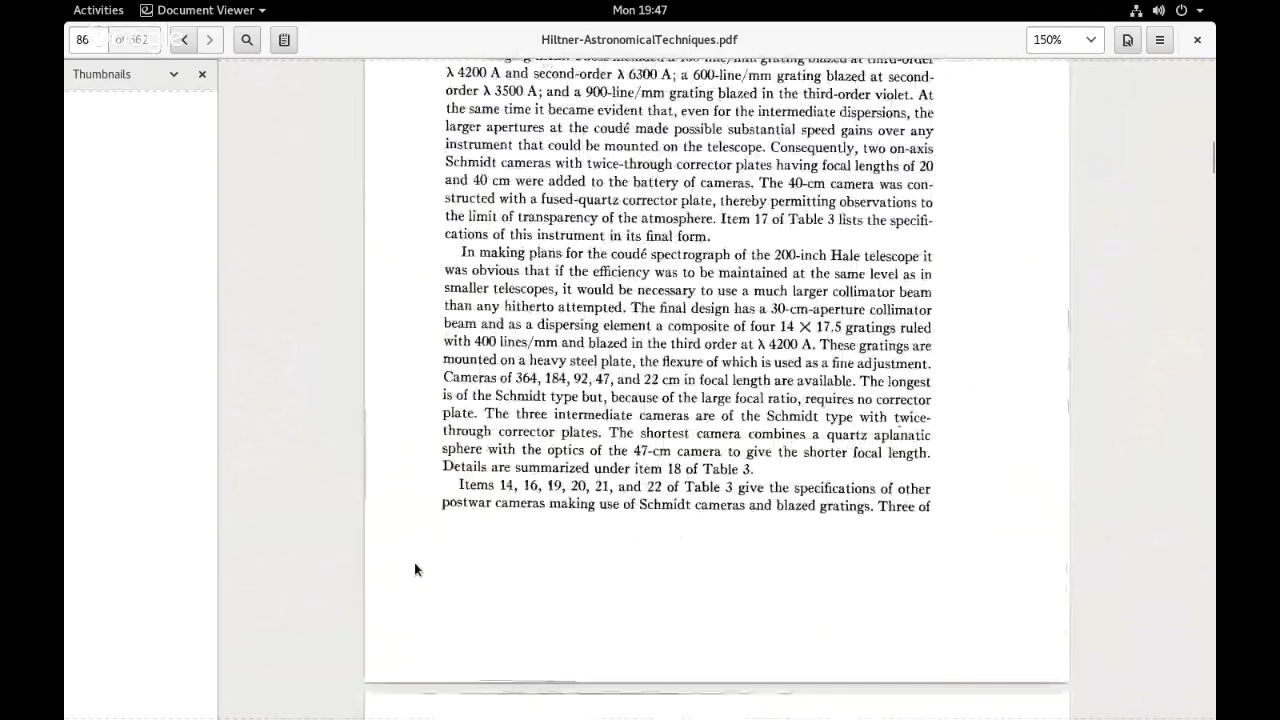 Activities Document Viewer Mon 19:47
86 of 662 Hiltner-AstronomicalTechniques.pdf 150%
Thumbnails
λ 4200 A and second-order λ 6300 A; a 600-line/mm grating blazed at second-
order λ 3500 A; and a 900-line/mm grating blazed in the third-order violet. At
the same time it became evident that, even for the intermediate dispersions, the
larger apertures at the coudé made possible substantial speed gains over any
instrument that could be mounted on the telescope. Consequently, two on-axis
Schmidt cameras with twice-through corrector plates having focal lengths of 20
and 40 cm were added to the battery of cameras. The 40-cm camera was con-
structed with a fused-quartz corrector plate, thereby permitting observations to
the limit of transparency of the atmosphere. Item 17 of Table 3 lists the specifi-
cations of this instrument in its final form.
In making plans for the coudé spectrograph of the 200-inch Hale telescope it
was obvious that if the efficiency was to be maintained at the same level as in
smaller telescopes, it would be necessary to use a much larger collimator beam
than any hitherto attempted. The final design has a 30-cm-aperture collimator
beam and as a dispersing element a composite of four 14 × 17.5 gratings ruled
with 400 lines/mm and blazed in the third order at λ 4200 A. These gratings are
mounted on a heavy steel plate, the flexure of which is used as a fine adjustment.
Cameras of 364, 184, 92, 47, and 22 cm in focal length are available. The longest
is of the Schmidt type but, because of the large focal ratio, requires no corrector
plate. The three intermediate cameras are of the Schmidt type with twice-
through corrector plates. The shortest camera combines a quartz aplanatic
sphere with the optics of the 47-cm camera to give the shorter focal length.
Details are summarized under item 18 of Table 3.
Items 14, 16, 19, 20, 21, and 22 of Table 3 give the specifications of other
postwar cameras making use of Schmidt cameras and blazed gratings. Three of